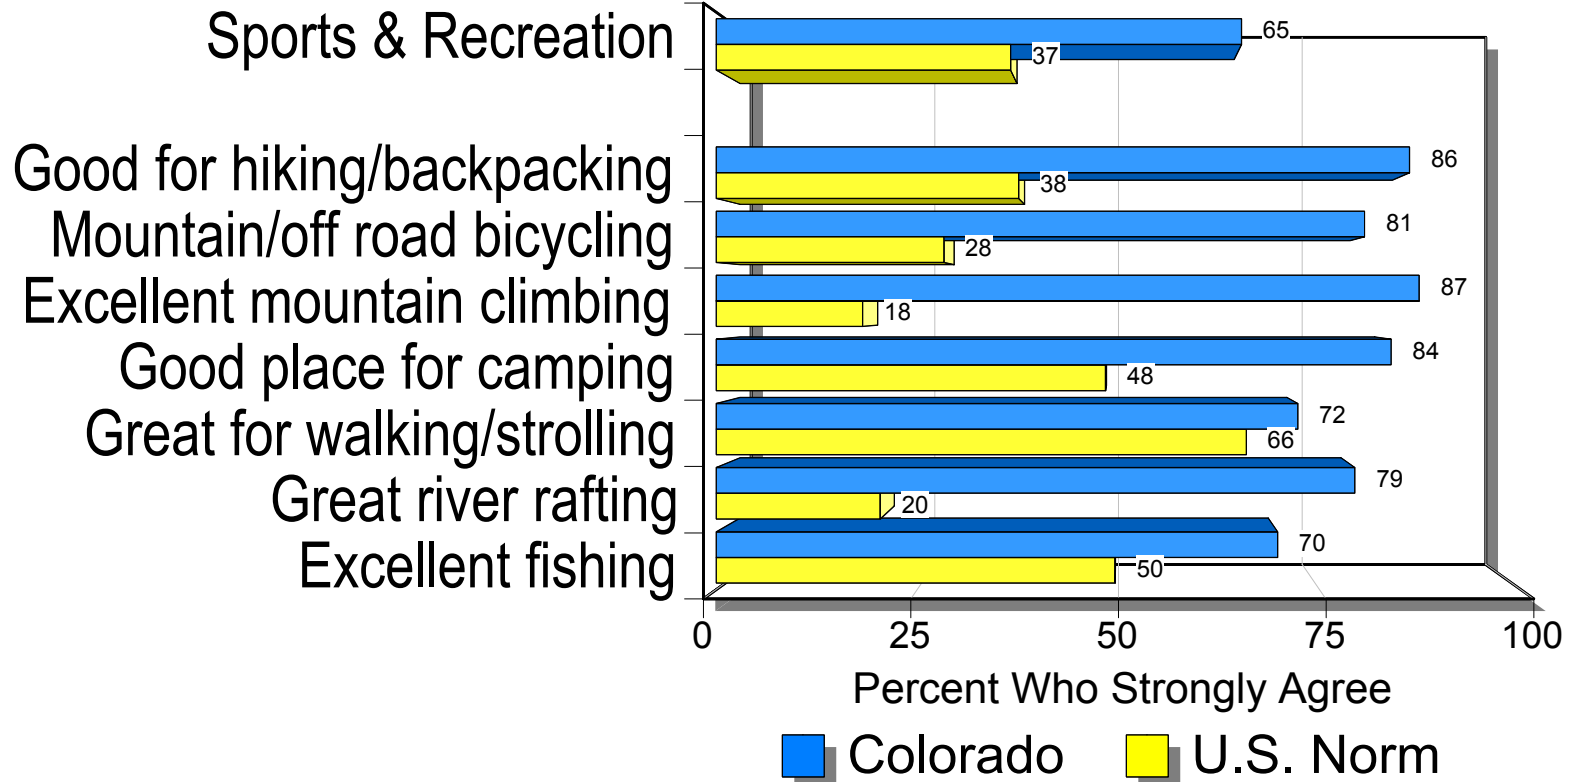 Sports & Recreation 65
37
Good for hiking/backpacking 86
38
Mountain/off road bicycling 81
28
Excellent mountain climbing 87
18
Good place for camping 84
48
Great for walking/strolling 72
66
Great river rafting 79
20
Excellent fishing 70
50
0 25 50 75 100
Percent Who Strongly Agree
Colorado U.S. Norm